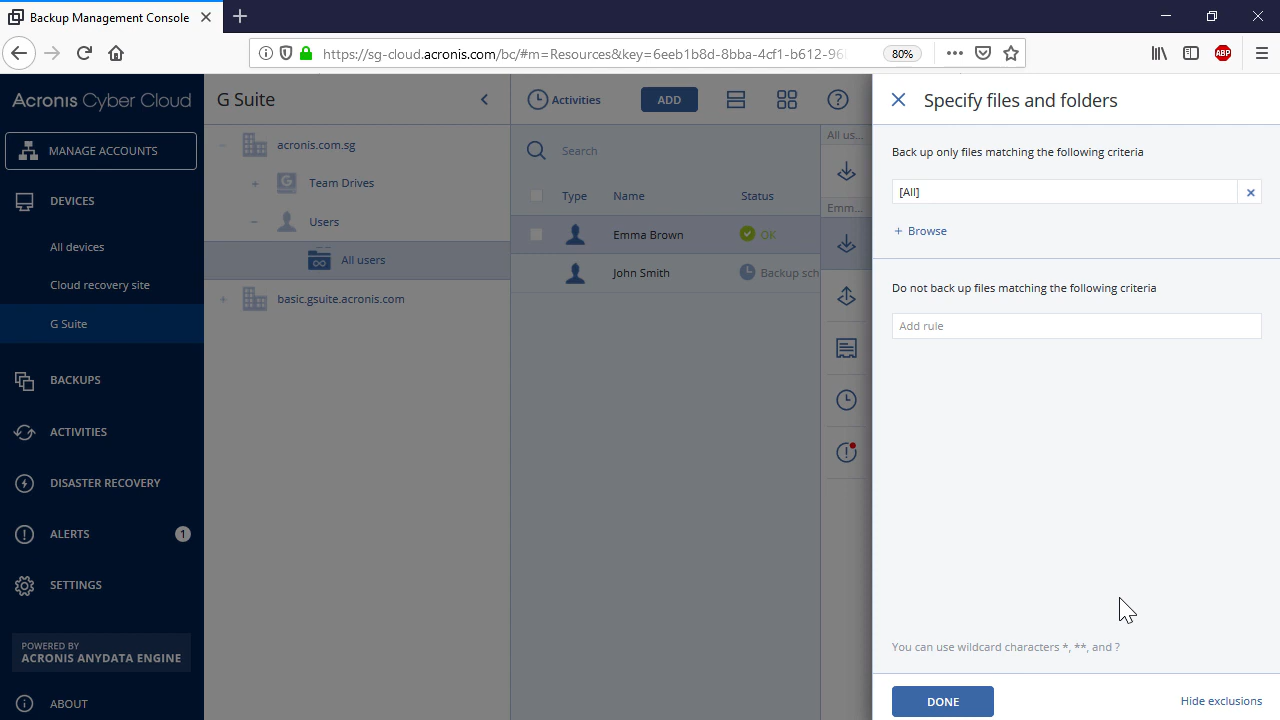 Backup Management Console
https://sg-cloud.acronis.com/bc/#m=Resources&key=6eeb1b8d-8bba-4cf1-b612-96
80%
ABP
Acronis Cyber Cloud
MANAGE ACCOUNTS
DEVICES
All devices
Cloud recovery site
G Suite
BACKUPS
ACTIVITIES
DISASTER RECOVERY
ALERTS
1
SETTINGS
POWERED BY
ACRONIS ANYDATA ENGINE
ABOUT
G Suite
acronis.com.sg
Team Drives
Users
All users
basic.gsuite.acronis.com
Activities
ADD
Search
Type Name Status
Emma Brown OK
John Smith Backup sch
All us...
Emm...
Specify files and folders
Back up only files matching the following criteria
[All]
+ Browse
Do not back up files matching the following criteria
Add rule
You can use wildcard characters *, **, and ?
DONE
Hide exclusions